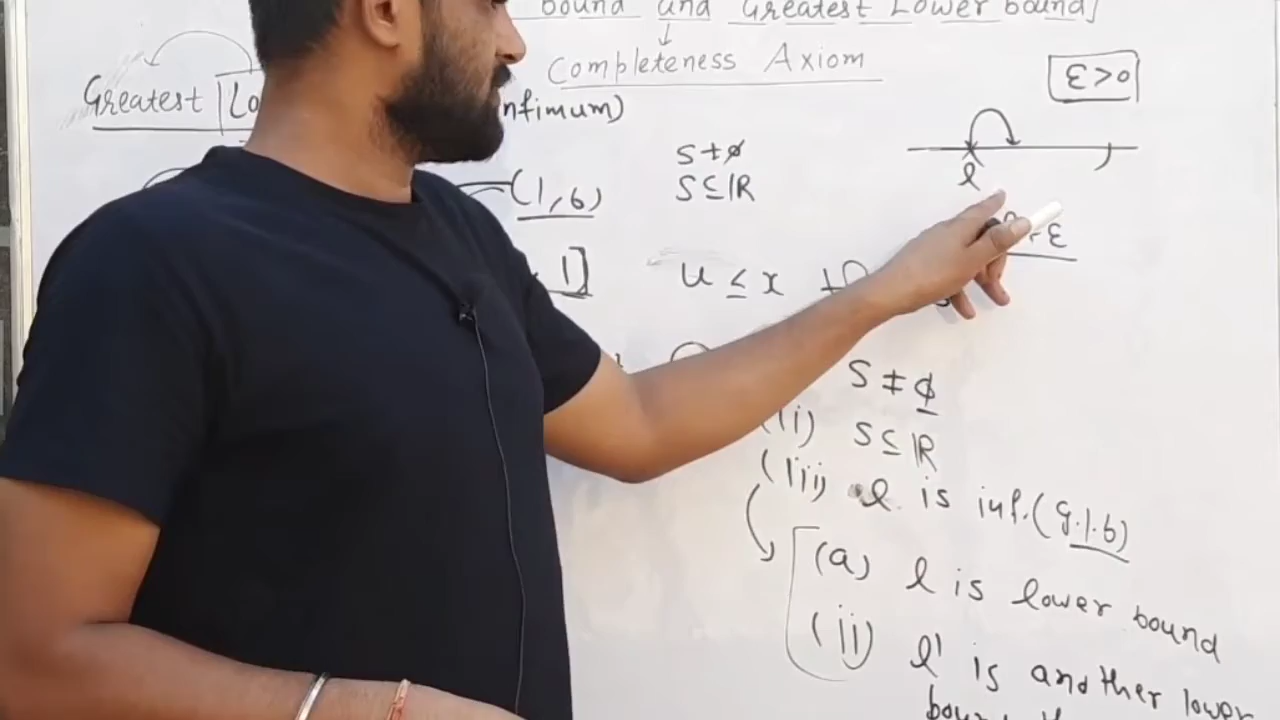 bound and Greatest Lower bound]
↓
Completeness Axiom
ε>0
Greatest
nfimum)
S≠ϕ
S⊆ℝ
l
(1,6)
ε
u ≤ x
1]
S ≠ ϕ
(ii) S⊆ℝ
(iii) l is inf.(g.l.b)
(a) l is lower bound
(ii) l' is another lower